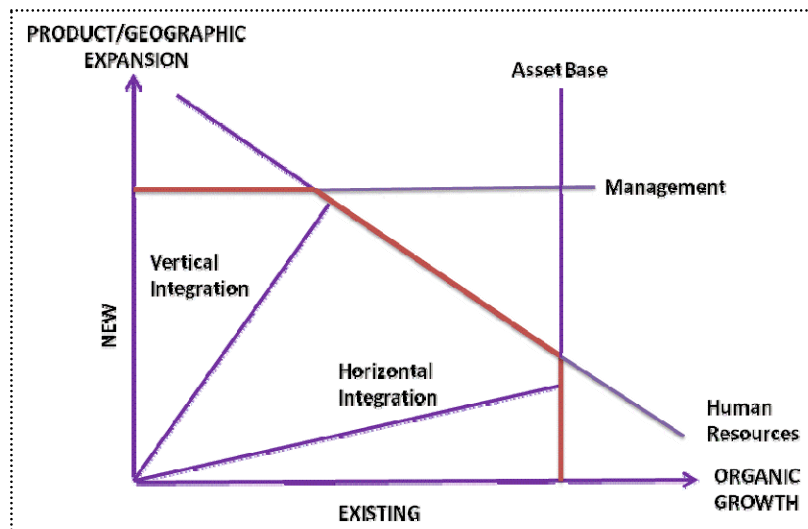 PRODUCT/GEOGRAPHIC
EXPANSION
Asset Base
Management
Vertical
Integration
NEW
Horizontal
Integration
Human
Resources
ORGANIC
GROWTH
EXISTING